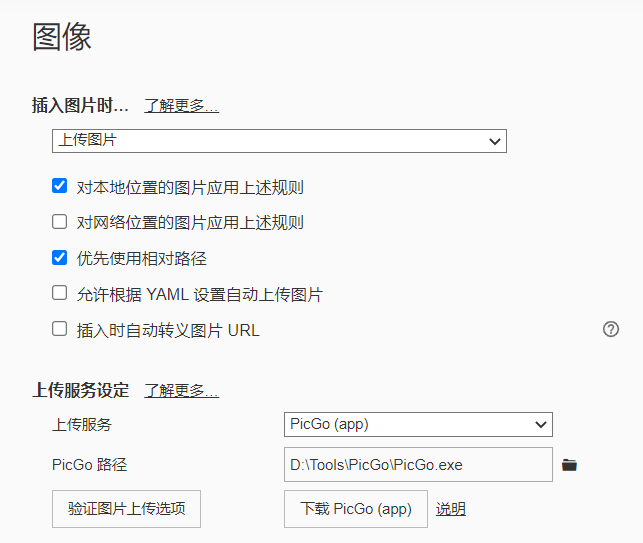 图像
插入图片时... 了解更多...
上传图片
对本地位置的图片应用上述规则
对网络位置的图片应用上述规则
优先使用相对路径
允许根据 YAML 设置自动上传图片
插入时自动转义图片 URL ?
上传服务设定 了解更多...
上传服务 PicGo (app)
PicGo 路径 D:\Tools\PicGo\PicGo.exe
验证图片上传选项 下载 PicGo (app) 说明